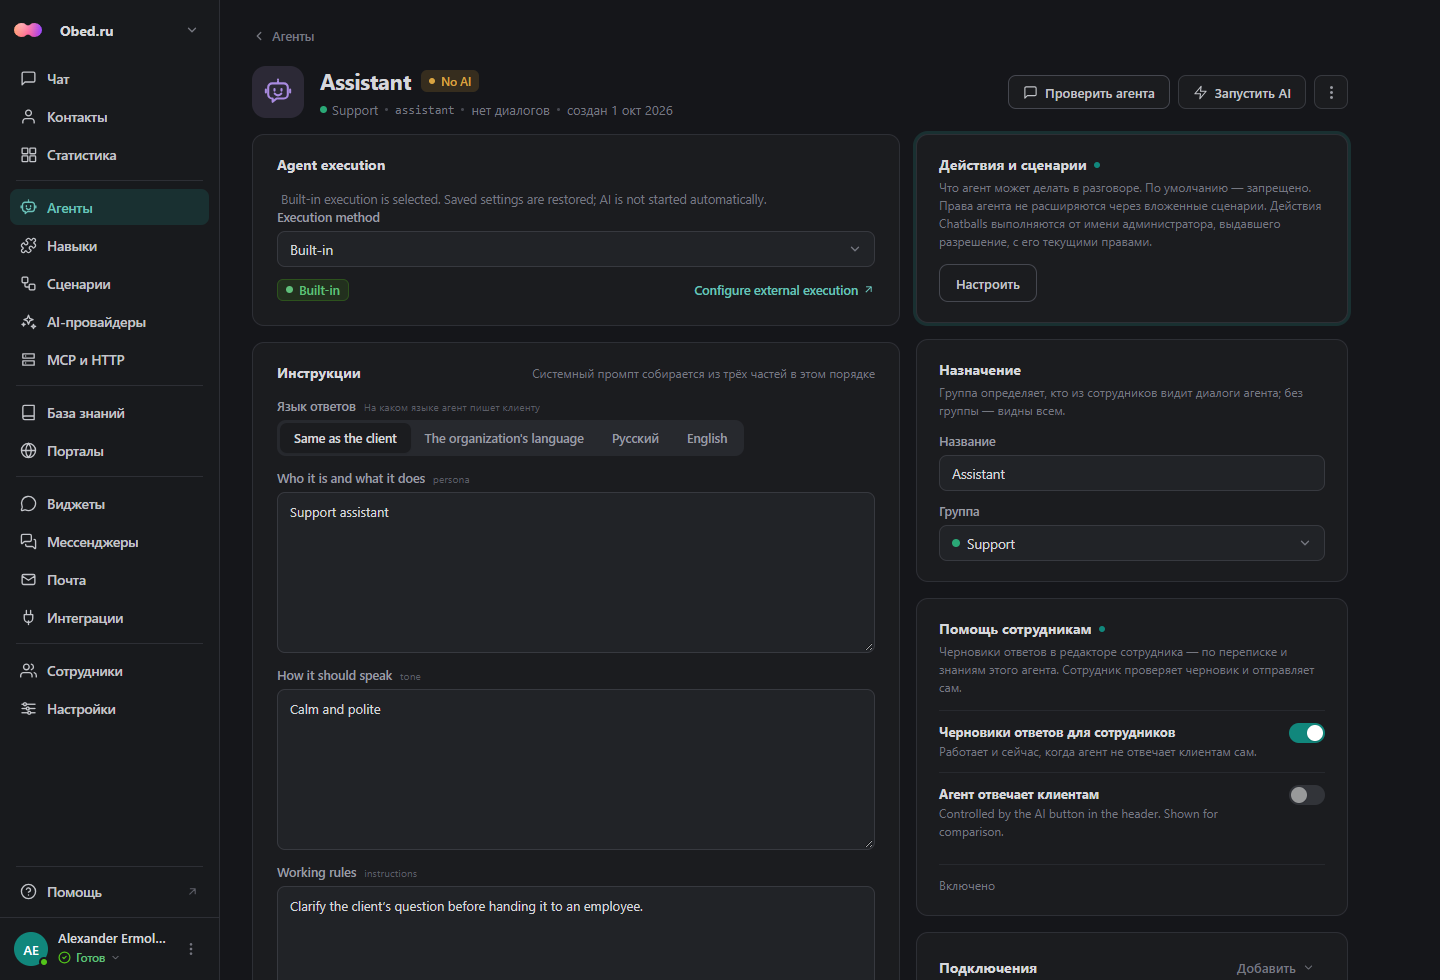 Obed.ru
Чат
Контакты
Статистика
Агенты
Навыки
Сценарии
AI-провайдеры
MCP и HTTP
База знаний
Порталы
Виджеты
Мессенджеры
Почта
Интеграции
Сотрудники
Настройки
Помощь
AE
Alexander Ermol...
Готов
Агенты
Assistant
No AI
Support • assistant • нет диалогов • создан 1 окт 2026
Проверить агента
Запустить AI
Agent execution
Built-in execution is selected. Saved settings are restored; AI is not started automatically.
Execution method
Built-in
Built-in
Configure external execution
Инструкции
Системный промпт собирается из трёх частей в этом порядке
Язык ответов На каком языке агент пишет клиенту
Same as the client
The organization's language
Русский
English
Who it is and what it does persona
Support assistant
How it should speak tone
Calm and polite
Working rules instructions
Clarify the client's question before handing it to an employee.
Действия и сценарии
Что агент может делать в разговоре. По умолчанию — запрещено.
Права агента не расширяются через вложенные сценарии. Действия
Chatballs выполняются от имени администратора, выдавшего
разрешение, с его текущими правами.
Настроить
Назначение
Группа определяет, кто из сотрудников видит диалоги агента; без
группы — видны всем.
Название
Assistant
Группа
Support
Помощь сотрудникам
Черновики ответов в редакторе сотрудника — по переписке и
знаниям этого агента. Сотрудник проверяет черновик и отправляет
сам.
Черновики ответов для сотрудников
Работает и сейчас, когда агент не отвечает клиентам сам.
Агент отвечает клиентам
Controlled by the AI button in the header. Shown for
comparison.
Включено
Подключения
Добавить